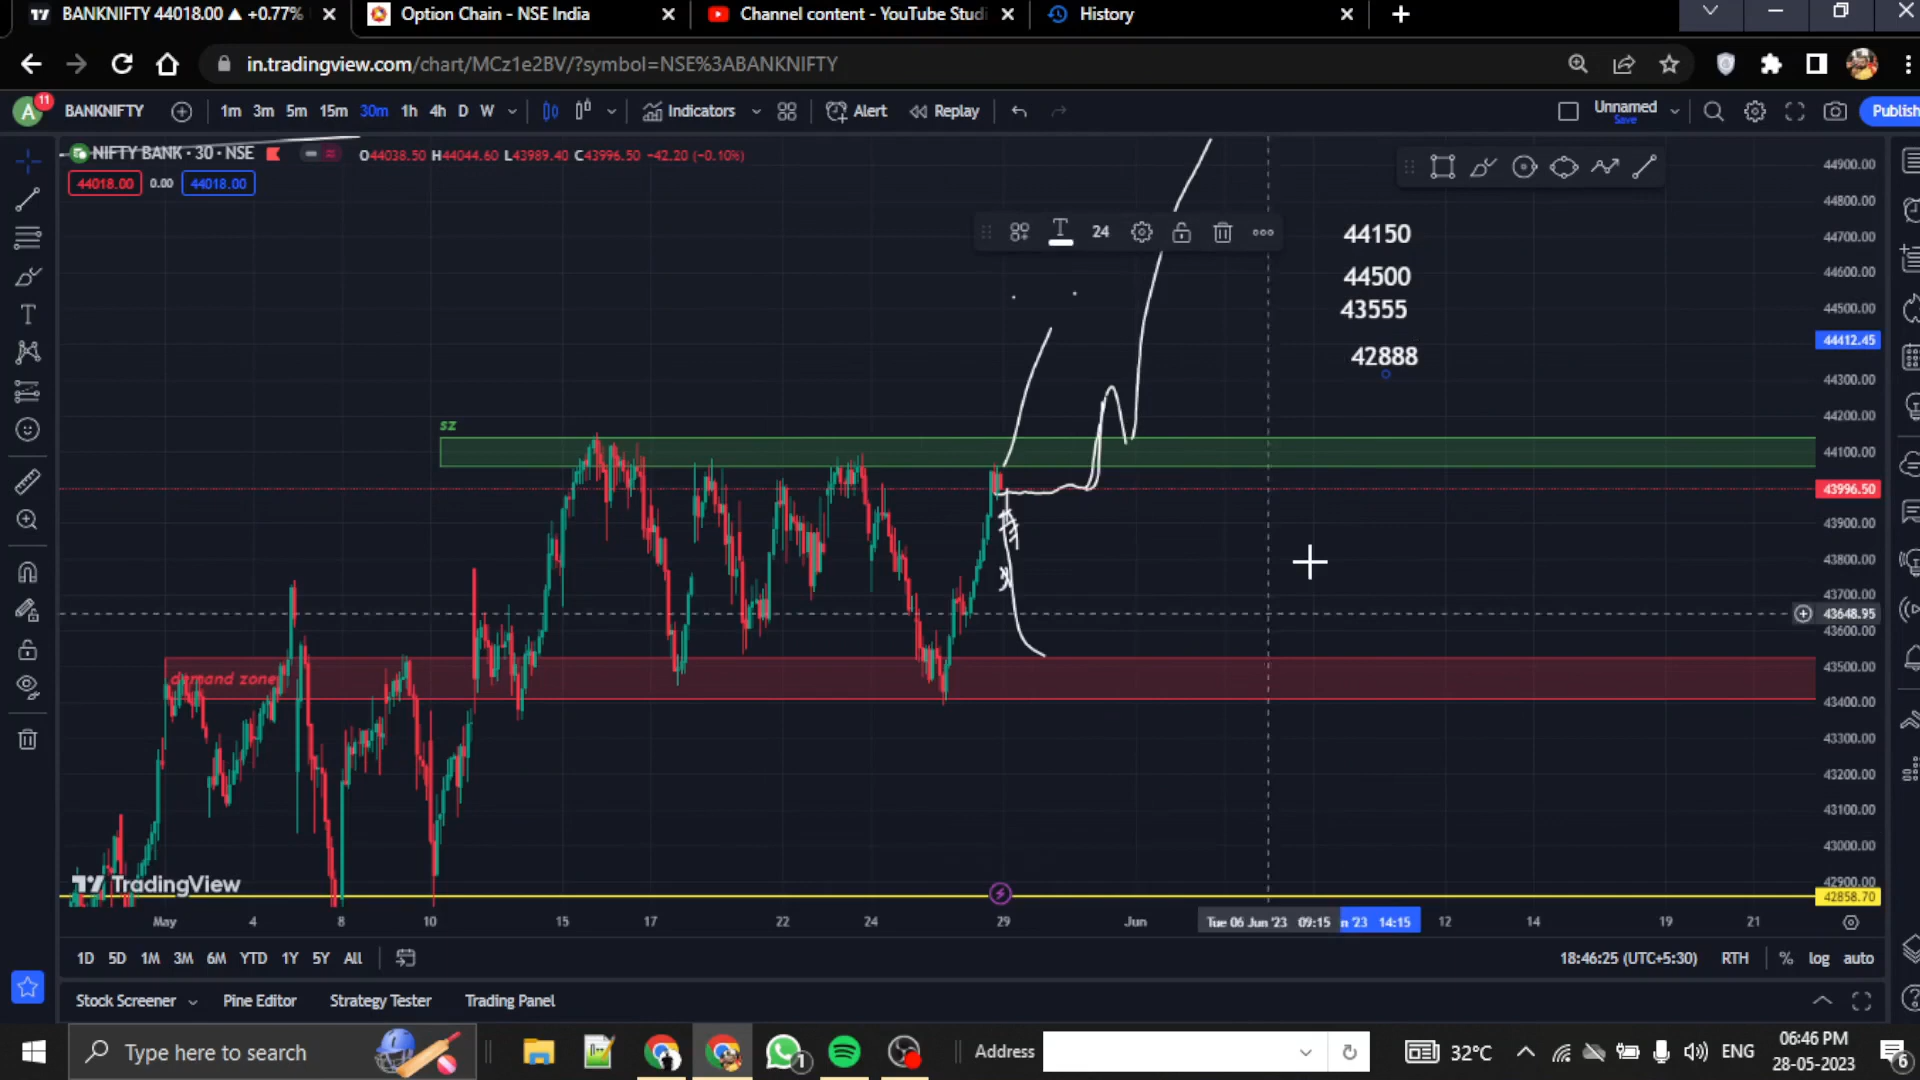 BANKNIFTY 44018.00 ▲ +0.77%
Option Chain - NSE India
Channel content - YouTube Studi
History
in.tradingview.com/chart/MCz1e2BV/?symbol=NSE%3ABANKNIFTY
A 11 BANKNIFTY 1m 3m 5m 15m 30m 1h 4h D W Indicators Alert Replay Unnamed Save Publish
NIFTY BANK · 30 · NSE O44038.50 H44044.60 L43989.40 C43996.50 -42.20 (-0.10%)
44018.00 0.00 44018.00
T 24
44150
44500
43555
42888
sz
demand zone
44900.00
44800.00
44700.00
44600.00
44500.00
44412.45
44300.00
44200.00
44100.00
43996.50
43900.00
43800.00
43700.00
43648.95
43600.00
43500.00
43400.00
43300.00
43200.00
43100.00
43000.00
42900.00
42858.70
TradingView
May 4 8 10 15 17 22 24 29 Jun Tue 06 Jun '23 09:15 n '23 14:15 12 14 19 21
1D 5D 1M 3M 6M YTD 1Y 5Y All 18:46:25 (UTC+5:30) RTH % log auto
Stock Screener Pine Editor Strategy Tester Trading Panel
Type here to search 1 Address 32°C ENG 06:46 PM
28-05-2023 6